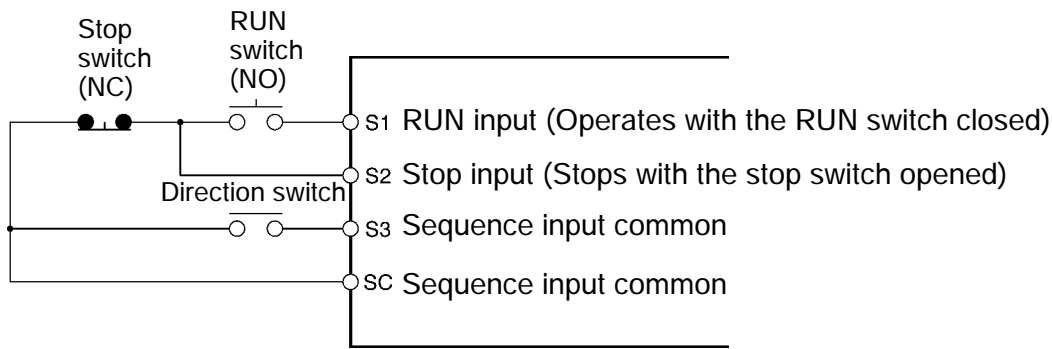 Stop
switch
(NC)
RUN
switch
(NO)
S1 RUN input (Operates with the RUN switch closed)
S2 Stop input (Stops with the stop switch opened)
Direction switch
S3 Sequence input common
SC Sequence input common